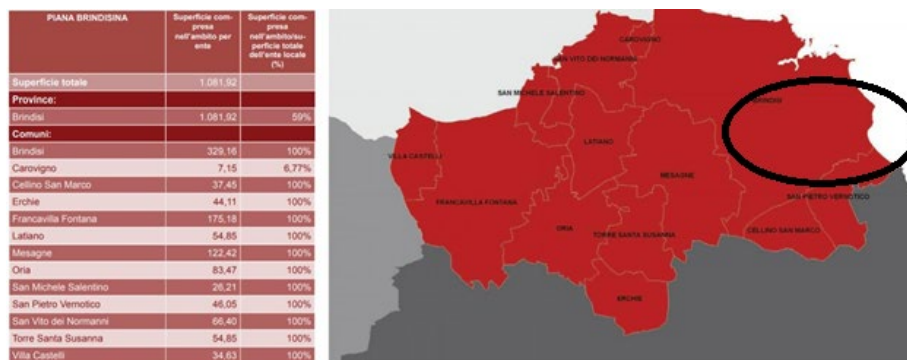 PIANA BRINDISINA
Superficie com-
presa
nell'ambito per
ente
Superficie com-
presa
nell'ambito/su-
perficie totale
dell'ente locale
(%)
Superficie totale 1.081,92
Province:
Brindisi 1.081,92 59%
Comuni:
Brindisi 329,16 100%
Carovigno 7,15 6,77%
Cellino San Marco 37,45 100%
Erchie 44,11 100%
Francavilla Fontana 175,18 100%
Latiano 54,85 100%
Mesagne 122,42 100%
Oria 83,47 100%
San Michele Salentino 26,21 100%
San Pietro Vernotico 46,05 100%
San Vito dei Normanni 66,40 100%
Torre Santa Susanna 54,85 100%
Villa Castelli 34,63 100%
CAROVIGNO
SAN VITO DEI NORMANNI
SAN MICHELE SALENTINO
BRINDISI
LATIANO
VILLA CASTELLI
MESAGNE
SAN PIETRO VERNOTICO
FRANCAVILLA FONTANA
ORIA
TORRE SANTA SUSANNA
CELLINO SAN MARCO
ERCHIE